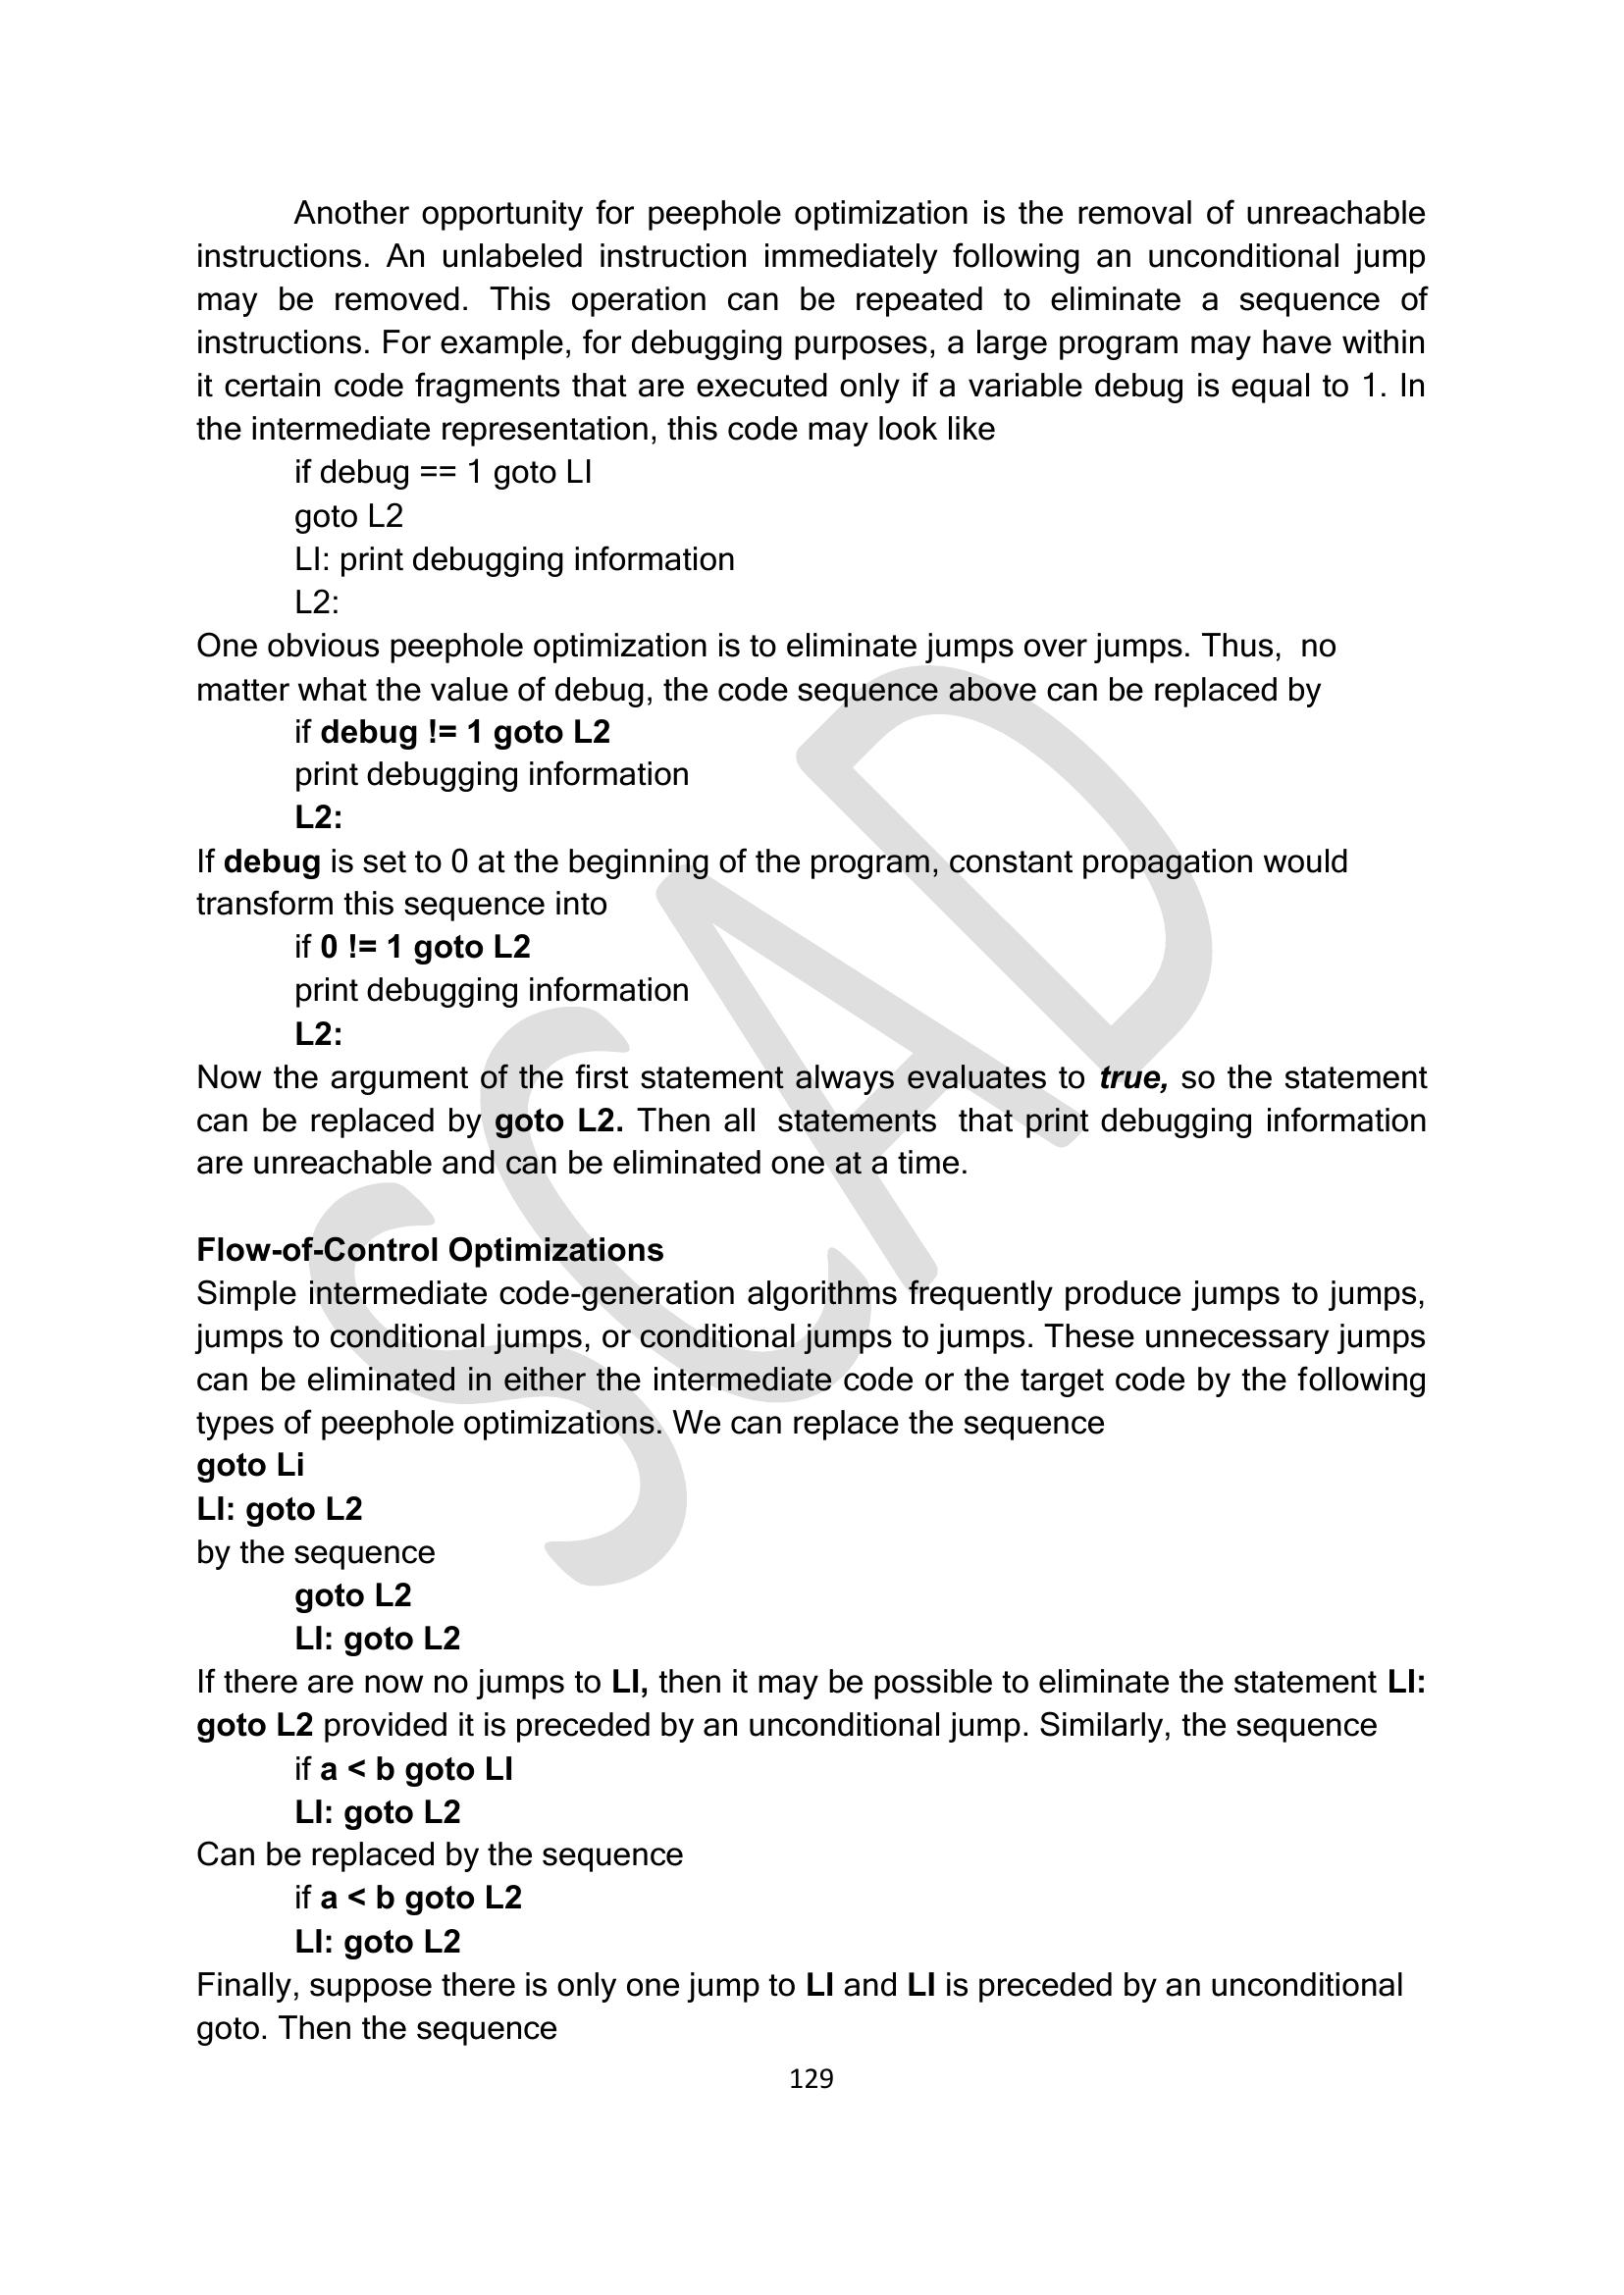 Another opportunity for peephole optimization is the removal of unreachable
instructions. An unlabeled instruction immediately following an unconditional jump
may be removed. This operation can be repeated to eliminate a sequence of
instructions. For example, for debugging purposes, a large program may have within
it certain code fragments that are executed only if a variable debug is equal to 1. In
the intermediate representation, this code may look like
if debug == 1 goto LI
goto L2
LI: print debugging information
L2:
One obvious peephole optimization is to eliminate jumps over jumps. Thus, no
matter what the value of debug, the code sequence above can be replaced by
if debug != 1 goto L2
print debugging information
L2:
If debug is set to 0 at the beginning of the program, constant propagation would
transform this sequence into
if 0 != 1 goto L2
print debugging information
L2:
Now the argument of the first statement always evaluates to true, so the statement
can be replaced by goto L2. Then all statements that print debugging information
are unreachable and can be eliminated one at a time.
Flow-of-Control Optimizations
Simple intermediate code-generation algorithms frequently produce jumps to jumps,
jumps to conditional jumps, or conditional jumps to jumps. These unnecessary jumps
can be eliminated in either the intermediate code or the target code by the following
types of peephole optimizations. We can replace the sequence
goto Li
LI: goto L2
by the sequence
goto L2
LI: goto L2
If there are now no jumps to LI, then it may be possible to eliminate the statement LI:
goto L2 provided it is preceded by an unconditional jump. Similarly, the sequence
if a < b goto LI
LI: goto L2
Can be replaced by the sequence
if a < b goto L2
LI: goto L2
Finally, suppose there is only one jump to LI and LI is preceded by an unconditional
goto. Then the sequence
129
SCAD